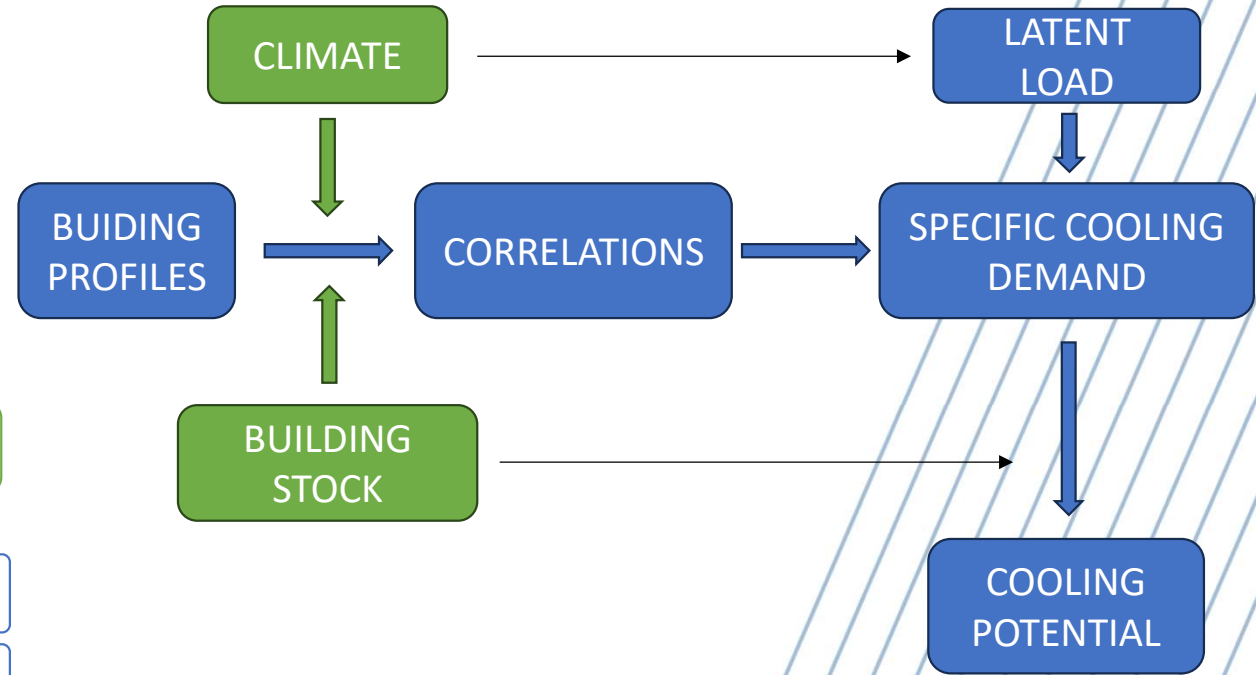 CLIMATE
LATENT
LOAD
BUIDING
PROFILES
CORRELATIONS
SPECIFIC COOLING
DEMAND
BUILDING
STOCK
COOLING
POTENTIAL